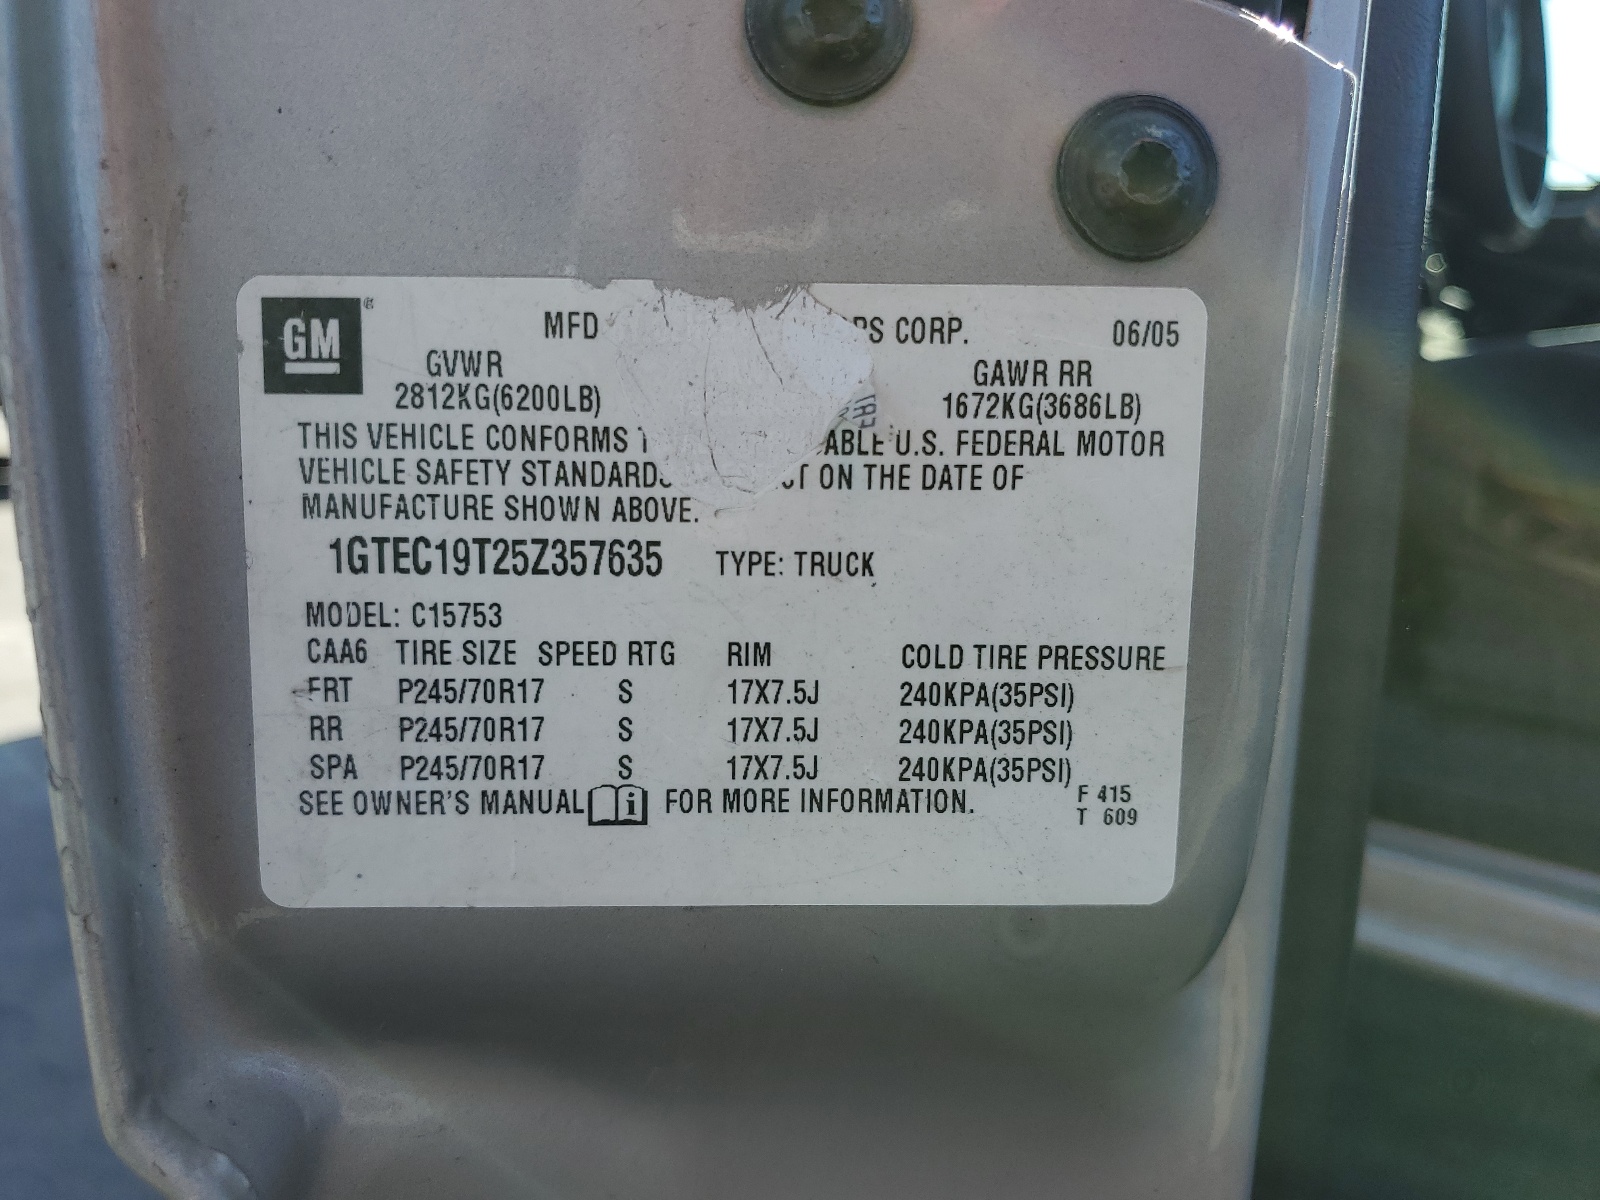 GM ®
MFD PS CORP. 06/05
GVWR GAWR RR
2812KG(6200LB) 1672KG(3686LB)
THIS VEHICLE CONFORMS ABLE U.S. FEDERAL MOTOR
VEHICLE SAFETY STANDARDS ON THE DATE OF
MANUFACTURE SHOWN ABOVE.
1GTEC19T25Z357635 TYPE: TRUCK
MODEL: C15753
CAA6 TIRE SIZE SPEED RTG RIM COLD TIRE PRESSURE
FRT P245/70R17 S 17X7.5J 240KPA(35PSI)
RR P245/70R17 S 17X7.5J 240KPA(35PSI)
SPA P245/70R17 S 17X7.5J 240KPA(35PSI)
SEE OWNER'S MANUAL i FOR MORE INFORMATION.
F 415
T 609